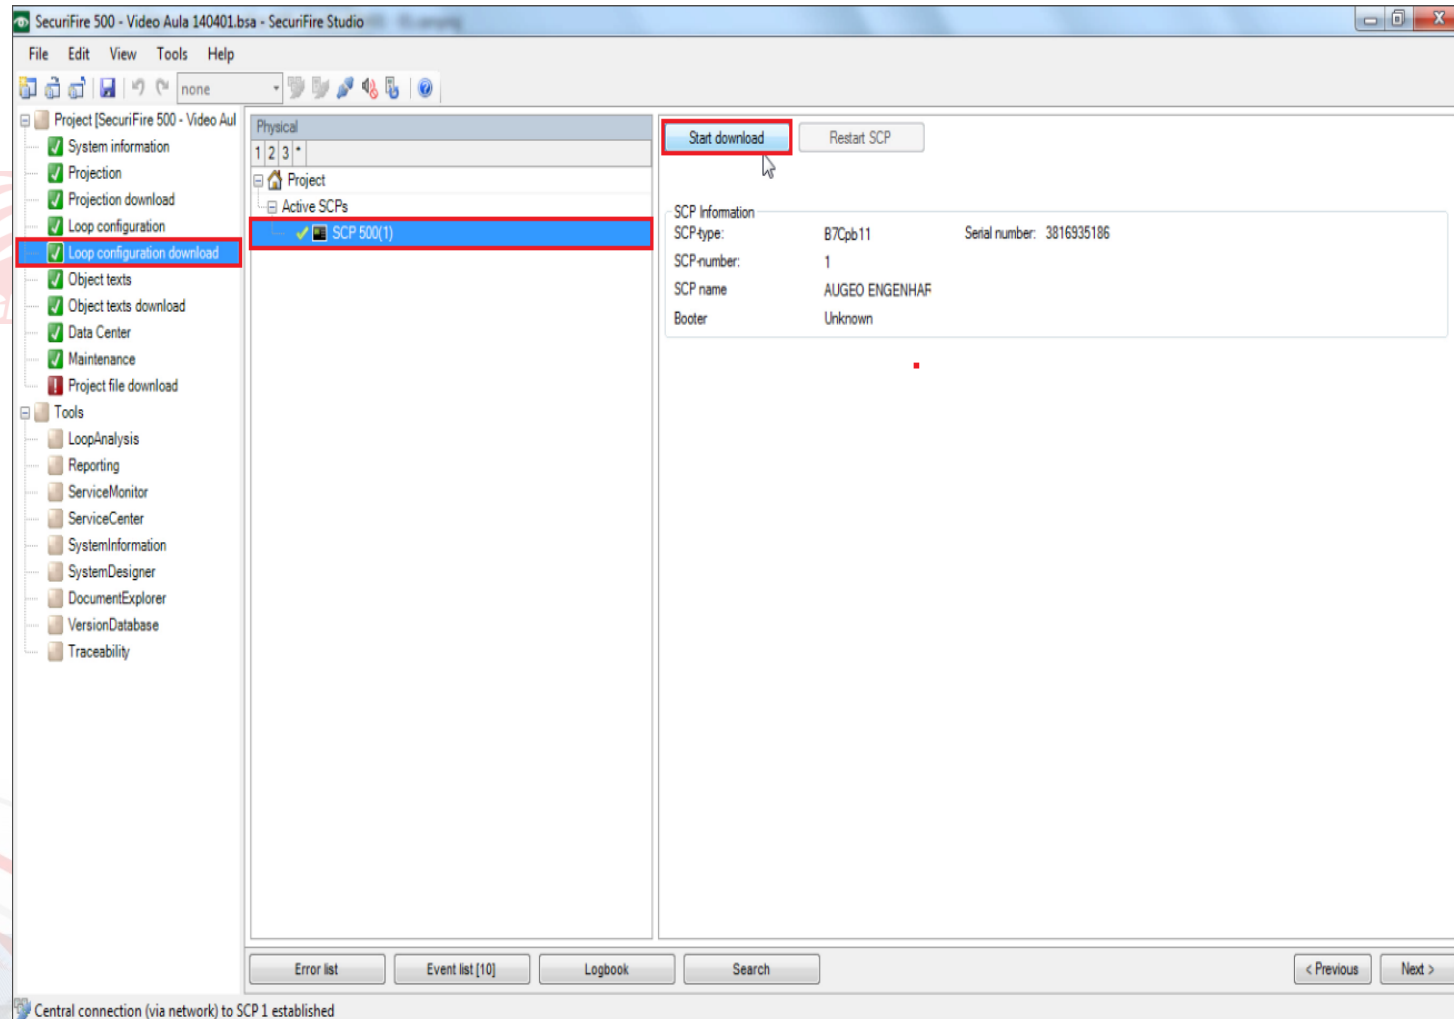 SecuriFire 500 - Video Aula 140401.bsa - SecuriFire Studio
File Edit View Tools Help
none
Project [SecuriFire 500 - Video Aul
System information
Projection
Projection download
Loop configuration
Loop configuration download
Object texts
Object texts download
Data Center
Maintenance
Project file download
Tools
LoopAnalysis
Reporting
ServiceMonitor
ServiceCenter
SystemInformation
SystemDesigner
DocumentExplorer
VersionDatabase
Traceability
Physical
1 2 3 *
Project
Active SCPs
SCP 500(1)
Start download Restart SCP
SCP Information
SCP-type: B7Cpb11 Serial number: 3816935186
SCP-number: 1
SCP name AUGEO ENGENHAF
Booter Unknown
Error list Event list [10] Logbook Search < Previous Next >
Central connection (via network) to SCP 1 established